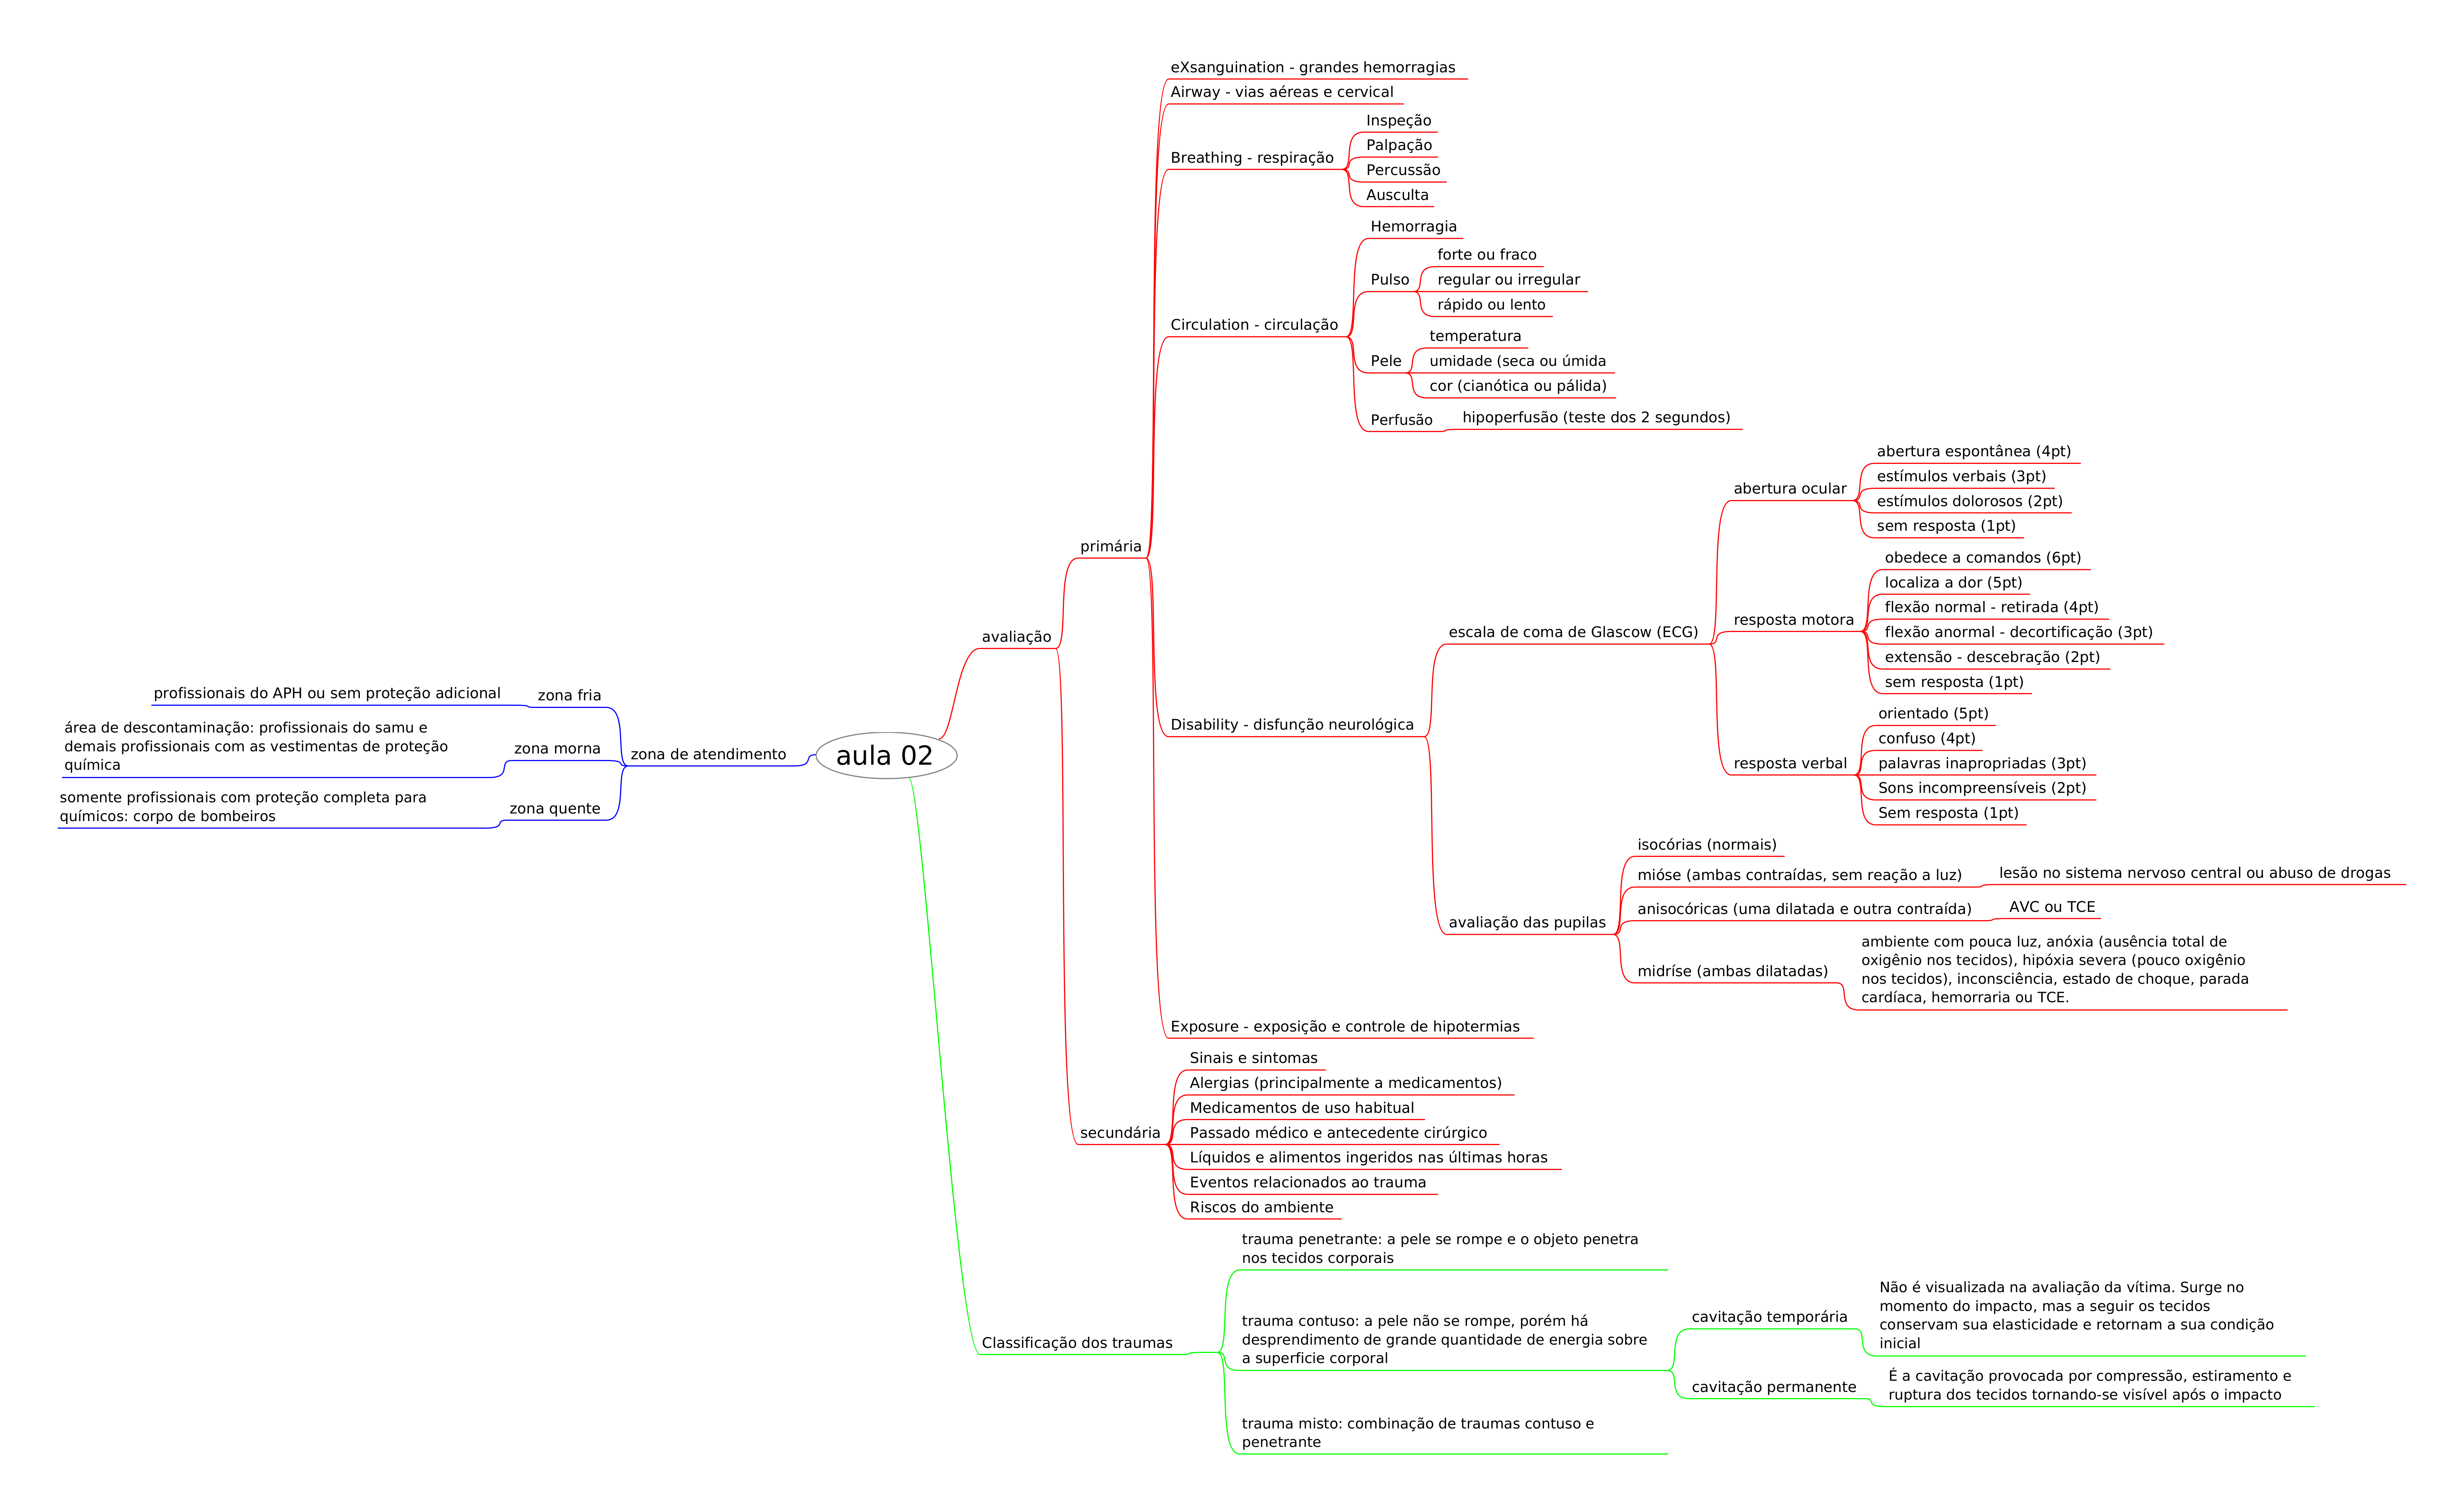 aula 02
avaliação
primária
eXsanguination - grandes hemorragias
Airway - vias aéreas e cervical
Breathing - respiração
Inspeção
Palpação
Percussão
Ausculta
Circulation - circulação
Hemorragia
Pulso
forte ou fraco
regular ou irregular
rápido ou lento
Pele
temperatura
umidade (seca ou úmida
cor (cianótica ou pálida)
Perfusão
hipoperfusão (teste dos 2 segundos)
Disability - disfunção neurológica
escala de coma de Glascow (ECG)
abertura ocular
abertura espontânea (4pt)
estímulos verbais (3pt)
estímulos dolorosos (2pt)
sem resposta (1pt)
resposta motora
obedece a comandos (6pt)
localiza a dor (5pt)
flexão normal - retirada (4pt)
flexão anormal - decortificação (3pt)
extensão - descebração (2pt)
sem resposta (1pt)
resposta verbal
orientado (5pt)
confuso (4pt)
palavras inapropriadas (3pt)
Sons incompreensíveis (2pt)
Sem resposta (1pt)
avaliação das pupilas
isocórias (normais)
mióse (ambas contraídas, sem reação a luz)
lesão no sistema nervoso central ou abuso de drogas
anisocóricas (uma dilatada e outra contraída)
AVC ou TCE
midríse (ambas dilatadas)
ambiente com pouca luz, anóxia (ausência total de
oxigênio nos tecidos), hipóxia severa (pouco oxigênio
nos tecidos), inconsciência, estado de choque, parada
cardíaca, hemorraria ou TCE.
Exposure - exposição e controle de hipotermias
secundária
Sinais e sintomas
Alergias (principalmente a medicamentos)
Medicamentos de uso habitual
Passado médico e antecedente cirúrgico
Líquidos e alimentos ingeridos nas últimas horas
Eventos relacionados ao trauma
Riscos do ambiente
Classificação dos traumas
trauma penetrante: a pele se rompe e o objeto penetra
nos tecidos corporais
trauma contuso: a pele não se rompe, porém há
desprendimento de grande quantidade de energia sobre
a superficie corporal
cavitação temporária
Não é visualizada na avaliação da vítima. Surge no
momento do impacto, mas a seguir os tecidos
conservam sua elasticidade e retornam a sua condição
inicial
cavitação permanente
É a cavitação provocada por compressão, estiramento e
ruptura dos tecidos tornando-se visível após o impacto
trauma misto: combinação de traumas contuso e
penetrante
zona de atendimento
zona fria
profissionais do APH ou sem proteção adicional
zona morna
área de descontaminação: profissionais do samu e
demais profissionais com as vestimentas de proteção
química
zona quente
somente profissionais com proteção completa para
químicos: corpo de bombeiros